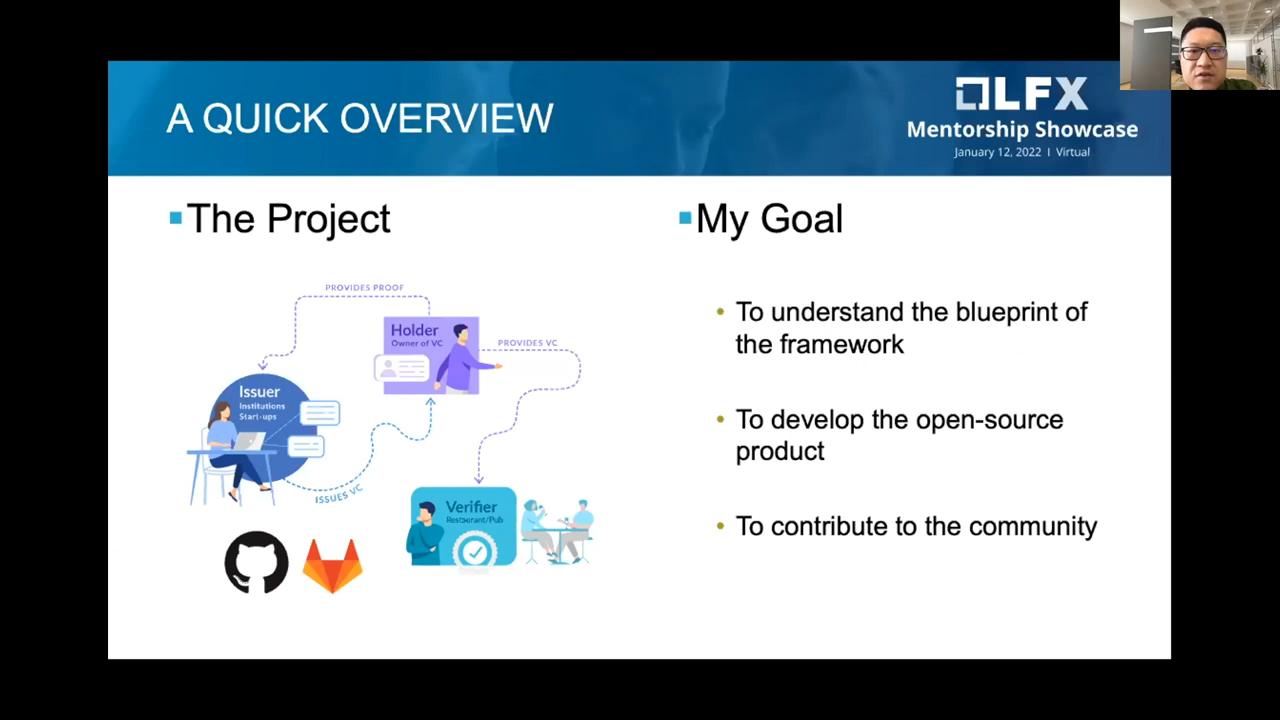 A QUICK OVERVIEW
LFX
Mentorship Showcase
January 12, 2022 | Virtual
The Project
PROVIDES PROOF
Holder
Owner of VC
PROVIDES VC
Issuer
Institutions
Start-ups
ISSUES VC
Verifier
Restaurant/Pub
My Goal
To understand the blueprint of
the framework
To develop the open-source
product
To contribute to the community